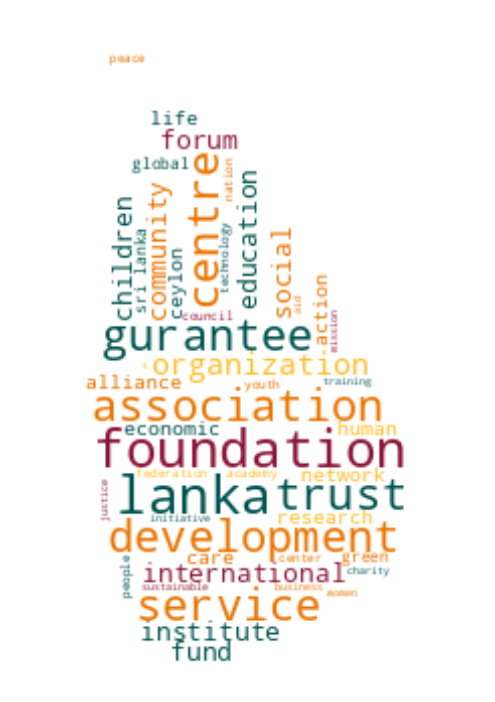 peace
life
forum
global
centre
nation
education
community
children
sri lanka
technology
ceylon
social
aid
action
council
mission
gurantee
organization
alliance
youth
training
association
economic
human
foundation
federation
academy
network
justice
lanka
trust
initiative
research
development
care
center
green
people
international
charity
sustainable
business
women
service
institute
fund